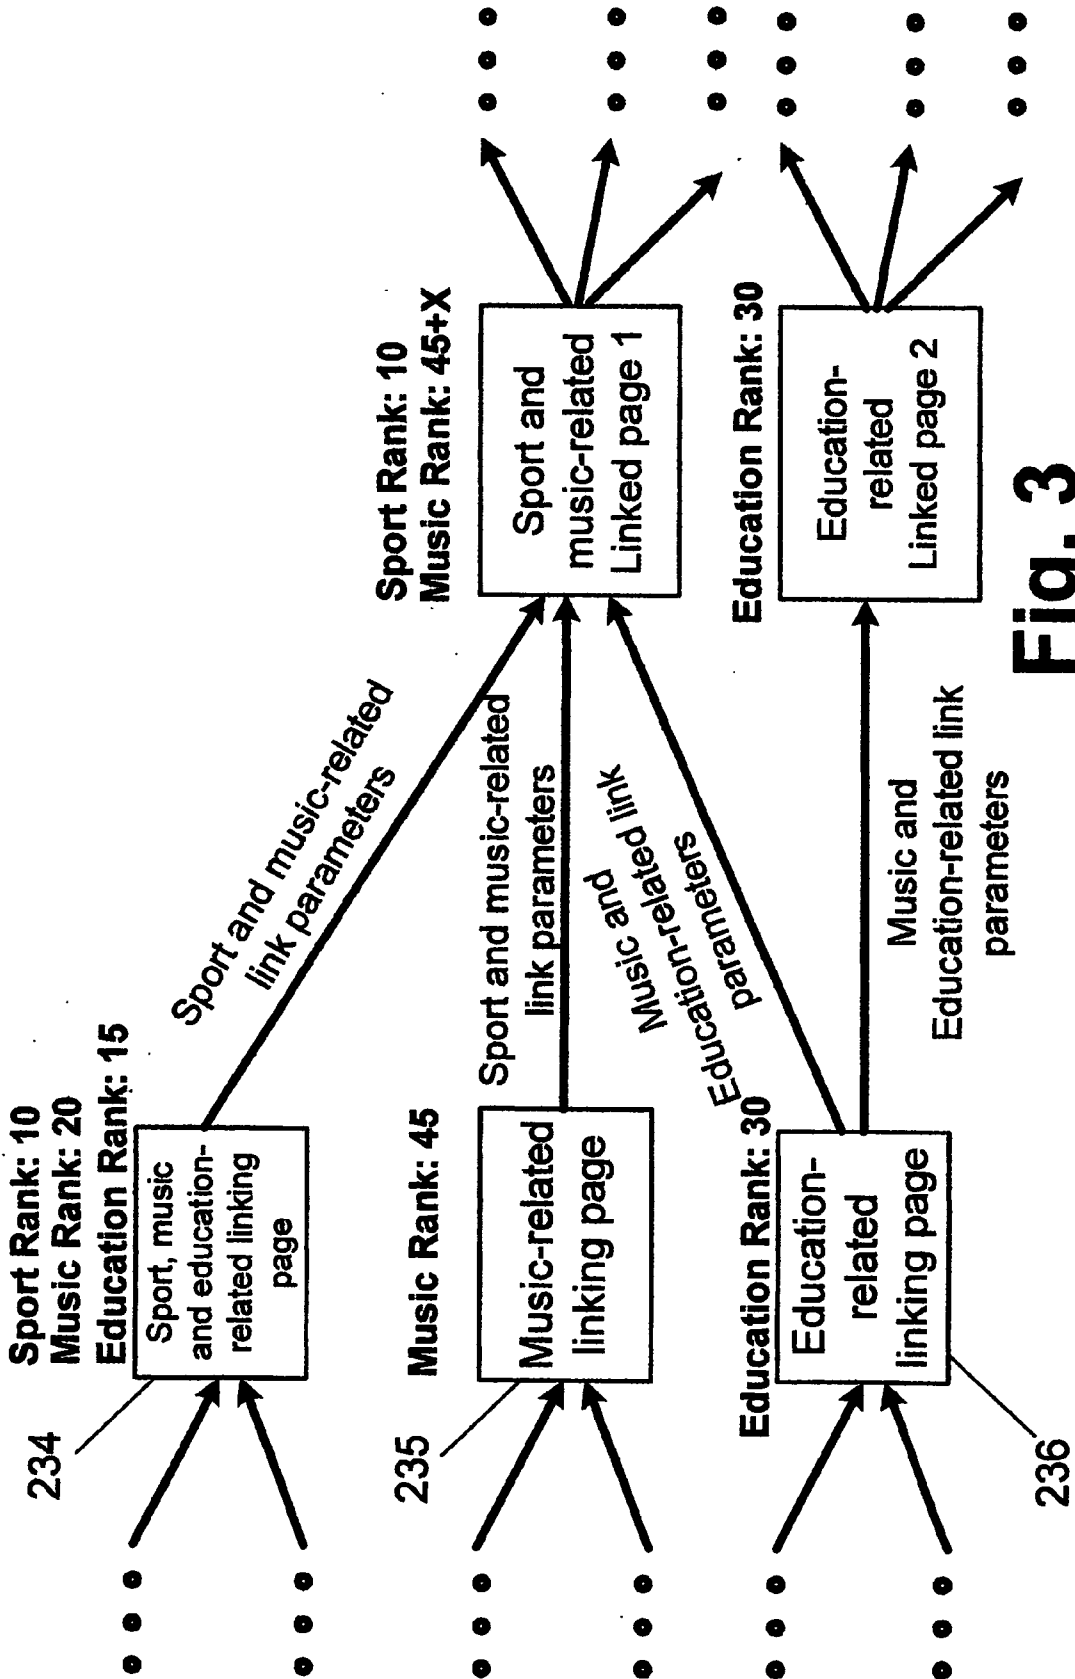 Sport Rank: 10
Music Rank: 20
Education Rank: 15
Sport, music
and education-
related linking
page
234
Sport and music-related
link parameters
Sport Rank: 10
Music Rank: 45+X
Sport and
music-related
Linked page 1
Music Rank: 45
Music-related
linking page
235
Sport and music-related
link parameters
Music and
Education-related link
parameters
Education Rank: 30
Education-
related
linking page
236
Music and
Education-related link
parameters
Education Rank: 30
Education-
related
Linked page 2
Fig. 3